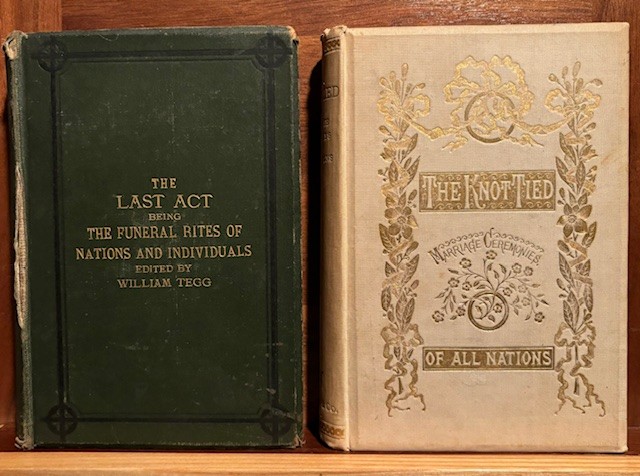 THE
LAST ACT
BEING
THE FUNERAL RITES OF
NATIONS AND INDIVIDUALS
EDITED BY
WILLIAM TEGG
THE KNOT TIED
MARRIAGE CEREMONIES
OF ALL NATIONS